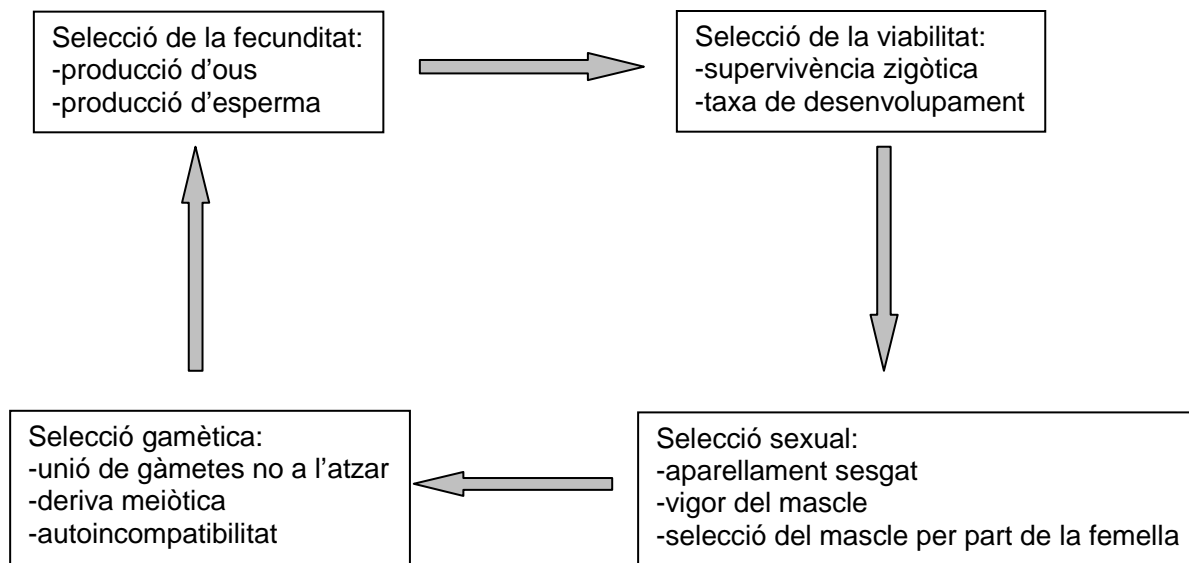 Selecció de la fecunditat:
-producció d'ous
-producció d'esperma
Selecció de la viabilitat:
-supervivència zigòtica
-taxa de desenvolupament
Selecció gamètica:
-unió de gàmetes no a l'atzar
-deriva meiòtica
-autoincompatibilitat
Selecció sexual:
-aparellament sesgat
-vigor del mascle
-selecció del mascle per part de la femella